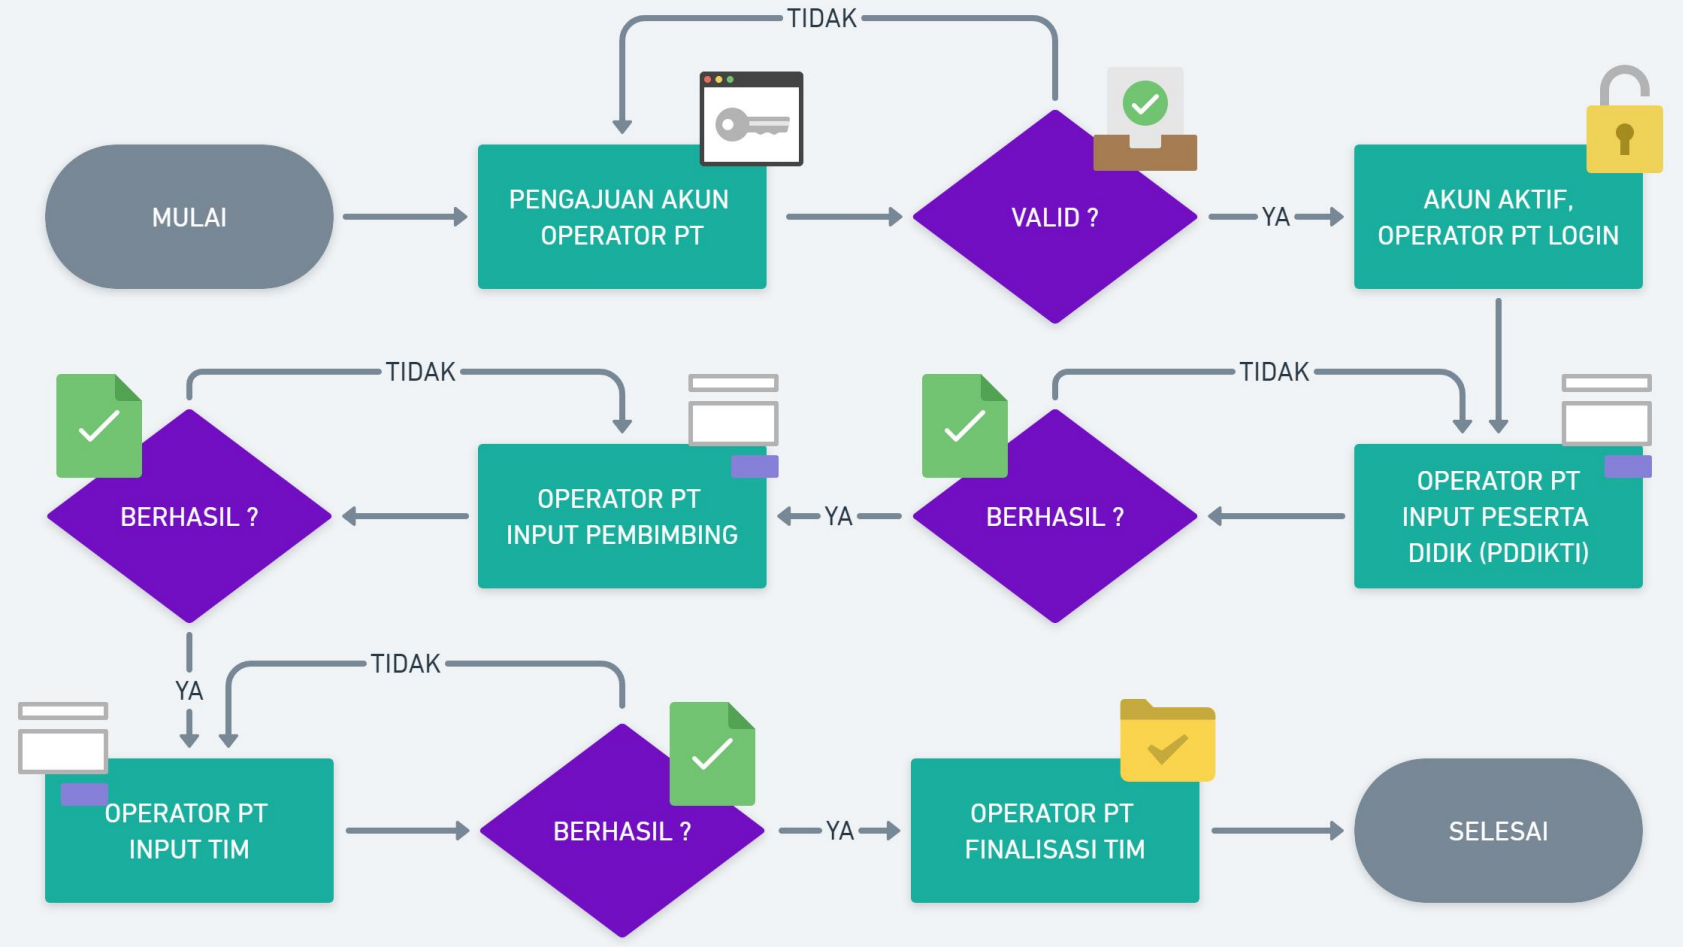 TIDAK
MULAI
PENGAJUAN AKUN
OPERATOR PT
VALID ?
YA
AKUN AKTIF,
OPERATOR PT LOGIN
TIDAK
OPERATOR PT
INPUT PESERTA
DIDIK (PDDIKTI)
BERHASIL ?
YA
TIDAK
OPERATOR PT
INPUT PEMBIMBING
BERHASIL ?
YA
TIDAK
OPERATOR PT
INPUT TIM
BERHASIL ?
YA
OPERATOR PT
FINALISASI TIM
SELESAI